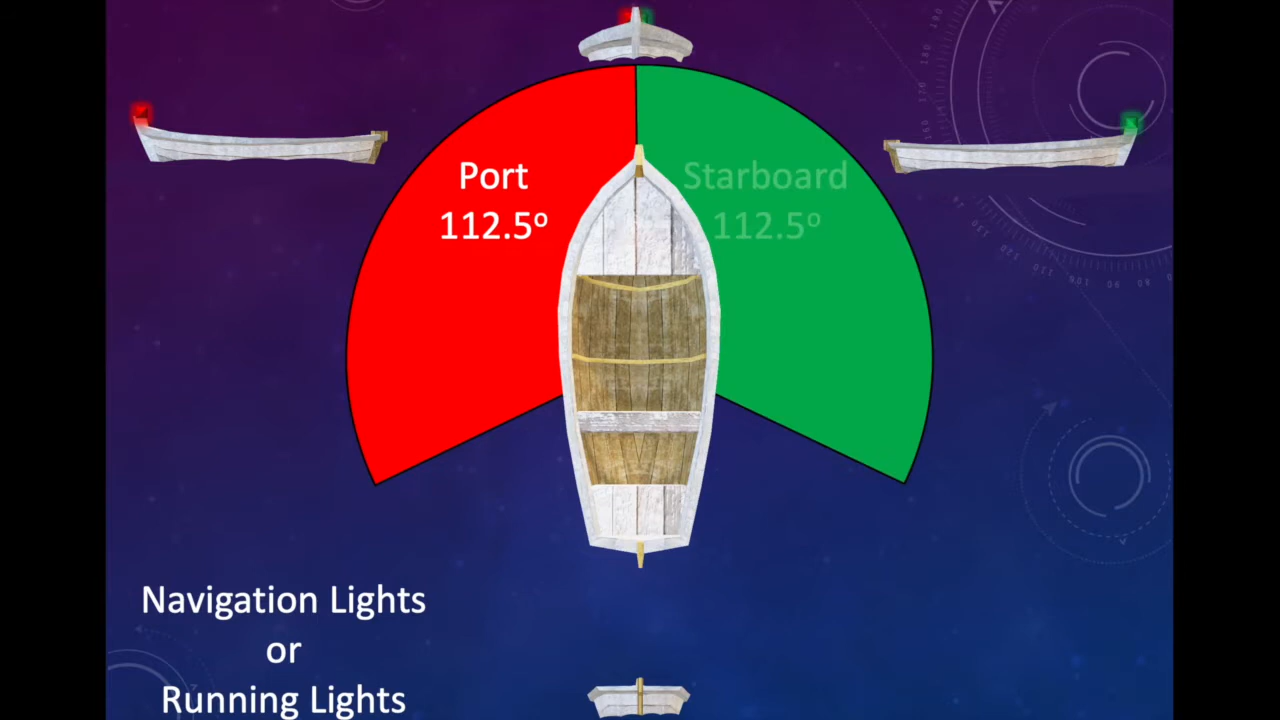 Port
112.5º
Starboard
112.5º
Navigation Lights
or
Running Lights